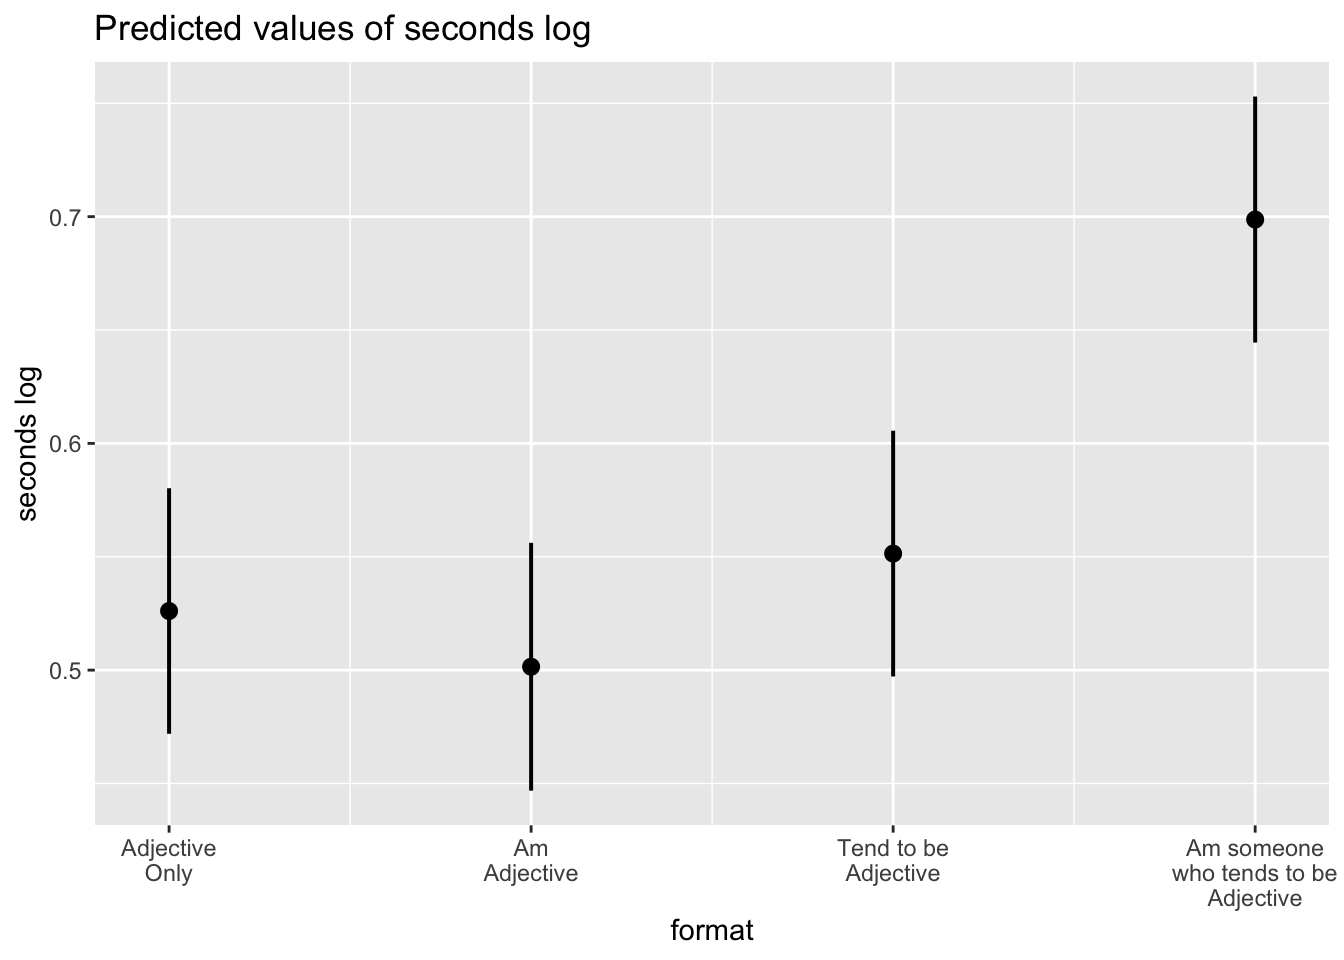 Predicted values of seconds log
seconds log
0.7
0.6
0.5
Adjective
Only
Am
Adjective
Tend to be
Adjective
Am someone
who tends to be
Adjective
format